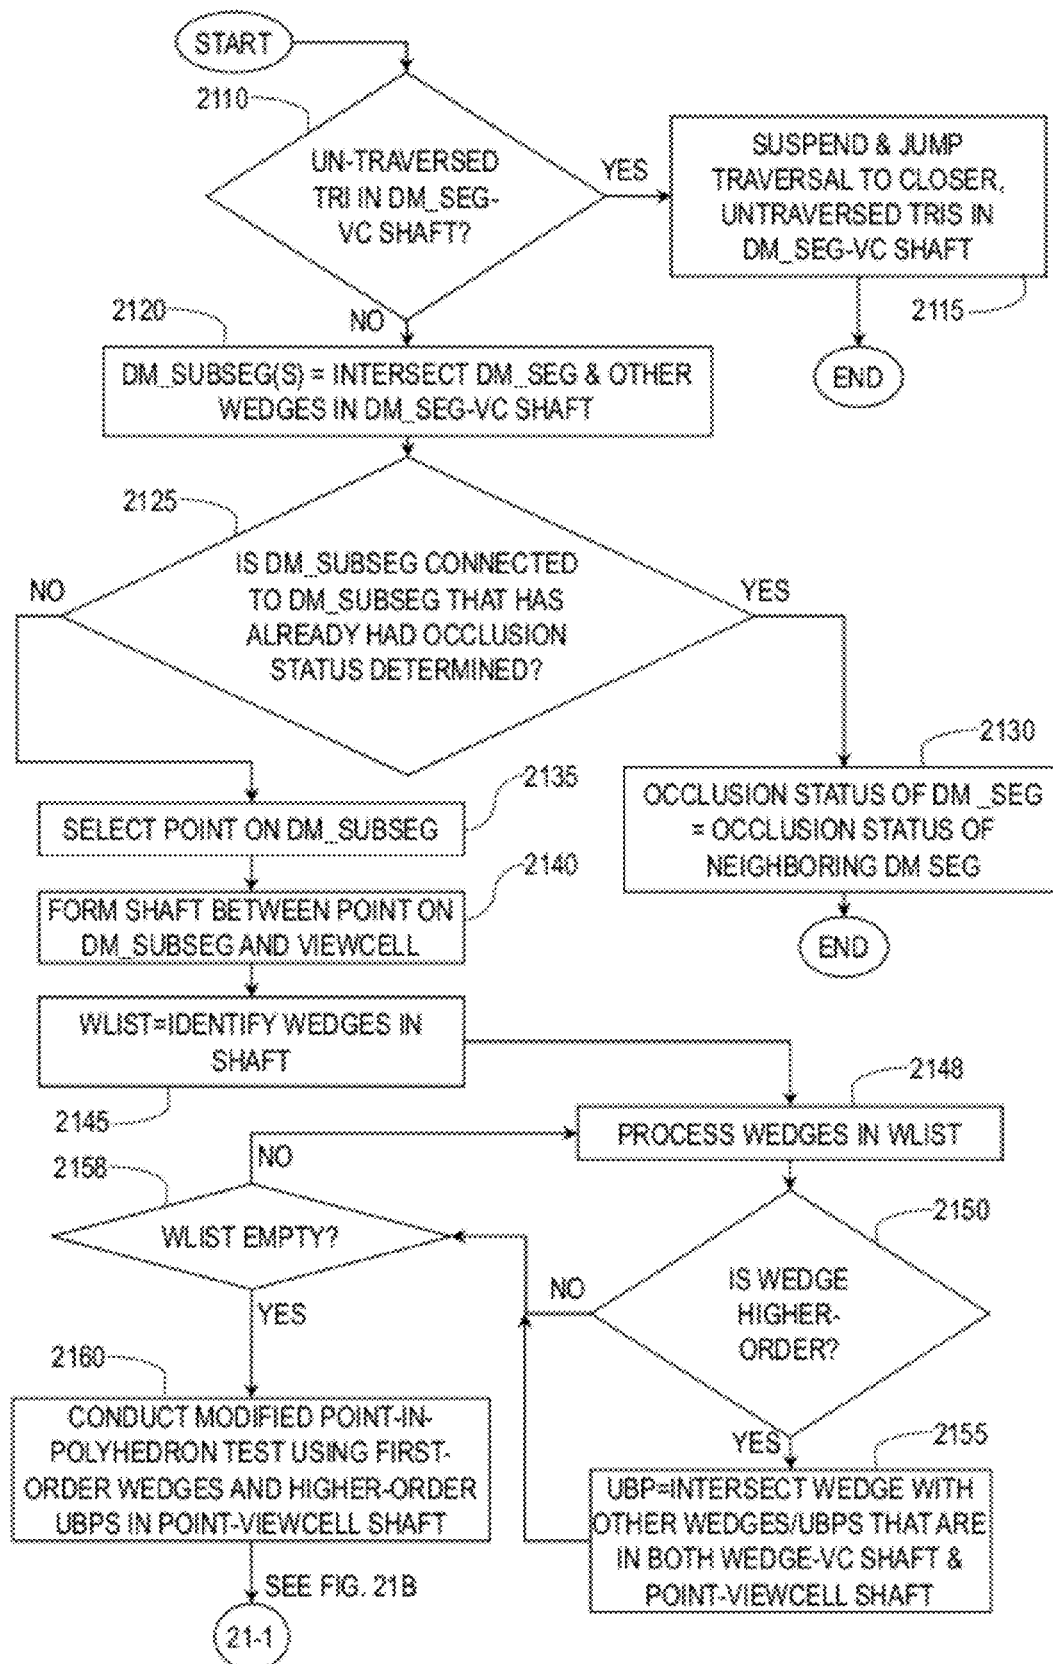 START
2110
UN-TRAVERSED
TRI IN DM_SEG-
VC SHAFT?
YES
SUSPEND & JUMP
TRAVERSAL TO CLOSER,
UNTRAVERSED TRIS IN
DM_SEG-VC SHAFT
2115
END
NO
2120
DM_SUBSEG(S) = INTERSECT DM_SEG & OTHER
WEDGES IN DM_SEG-VC SHAFT
2125
IS DM_SUBSEG CONNECTED
TO DM_SUBSEG THAT HAS
ALREADY HAD OCCLUSION
STATUS DETERMINED?
NO
YES
2130
OCCLUSION STATUS OF DM _SEG
= OCCLUSION STATUS OF
NEIGHBORING DM SEG
END
2135
SELECT POINT ON DM_SUBSEG
2140
FORM SHAFT BETWEEN POINT ON
DM_SUBSEG AND VIEWCELL
WLIST=IDENTIFY WEDGES IN
SHAFT
2145
2148
PROCESS WEDGES IN WLIST
NO
2158
WLIST EMPTY?
YES
2150
IS WEDGE
HIGHER-
ORDER?
NO
YES
2155
UBP=INTERSECT WEDGE WITH
OTHER WEDGES/UBPS THAT ARE
IN BOTH WEDGE-VC SHAFT &
POINT-VIEWCELL SHAFT
2160
CONDUCT MODIFIED POINT-IN-
POLYHEDRON TEST USING FIRST-
ORDER WEDGES AND HIGHER-ORDER
UBPS IN POINT-VIEWCELL SHAFT
SEE FIG. 21B
21-1